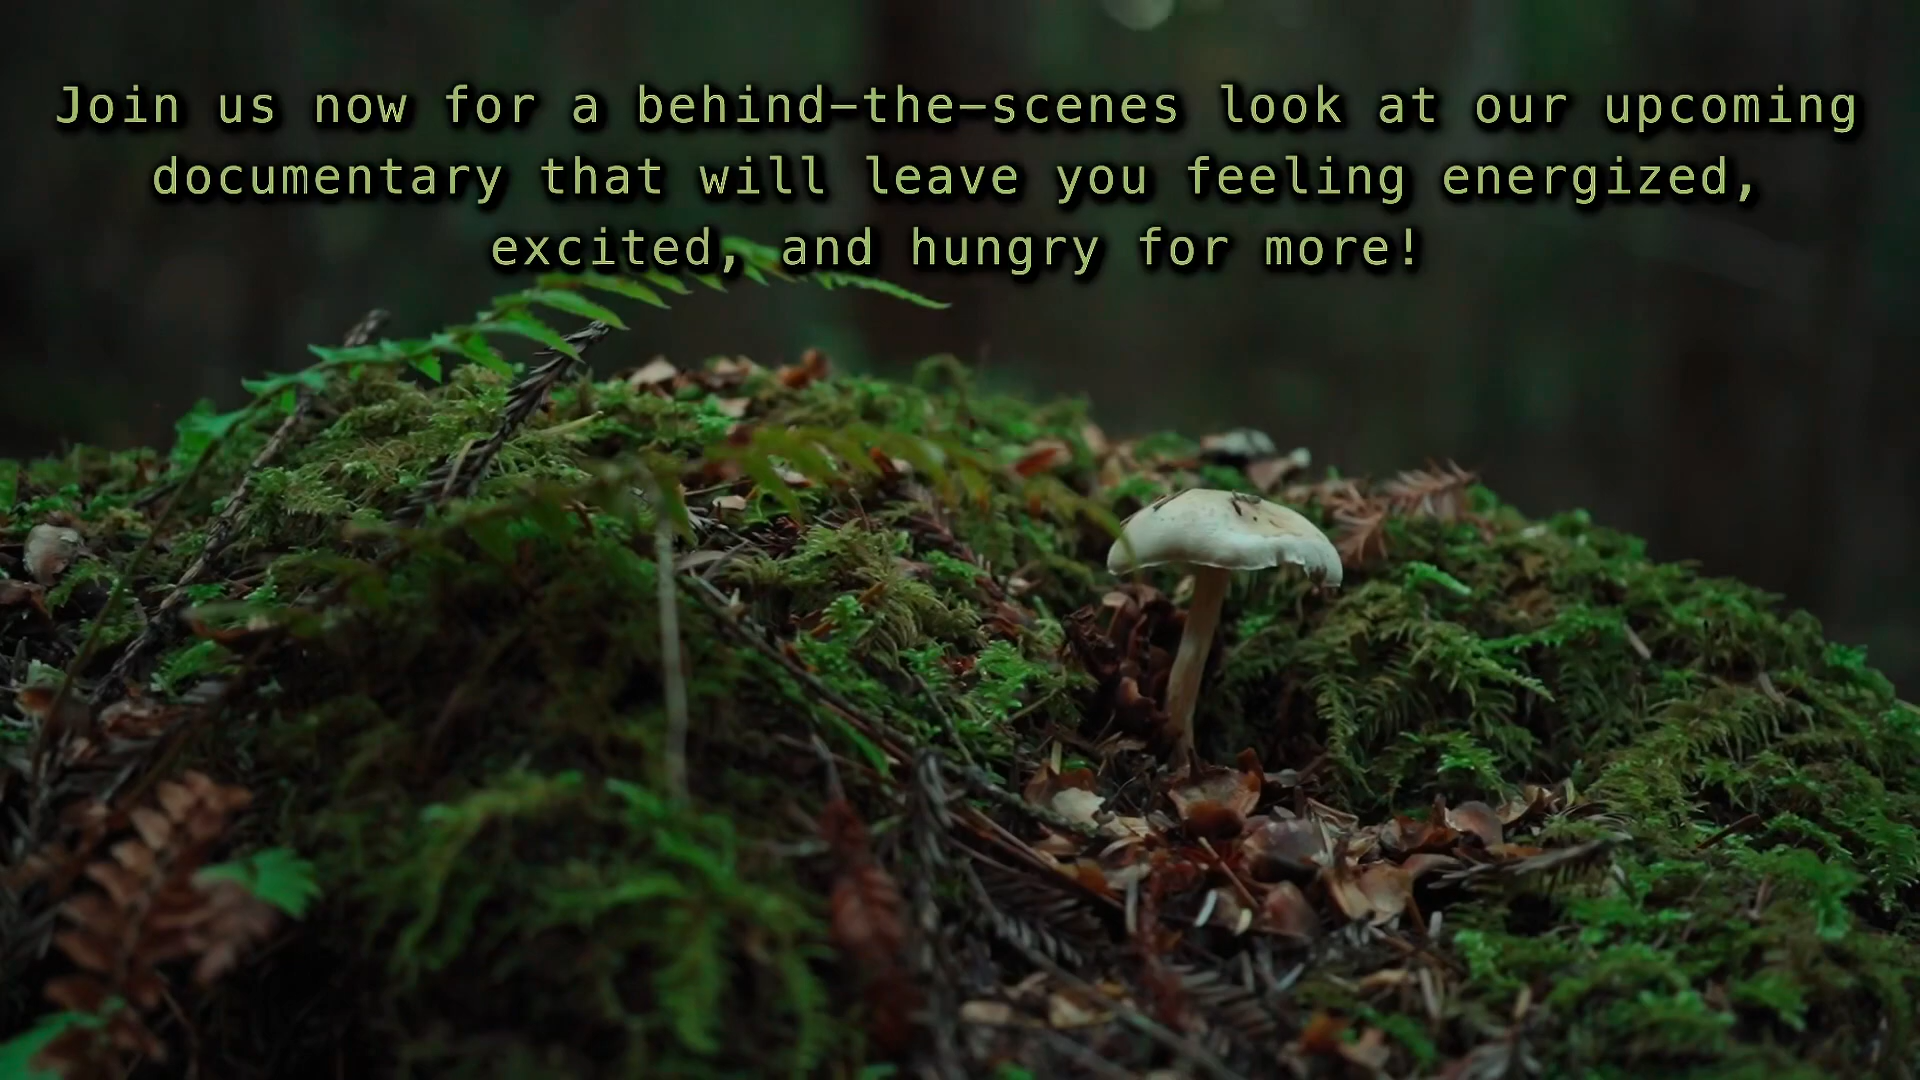 Join us now for a behind-the-scenes look at our upcoming
documentary that will leave you feeling energized,
excited, and hungry for more!